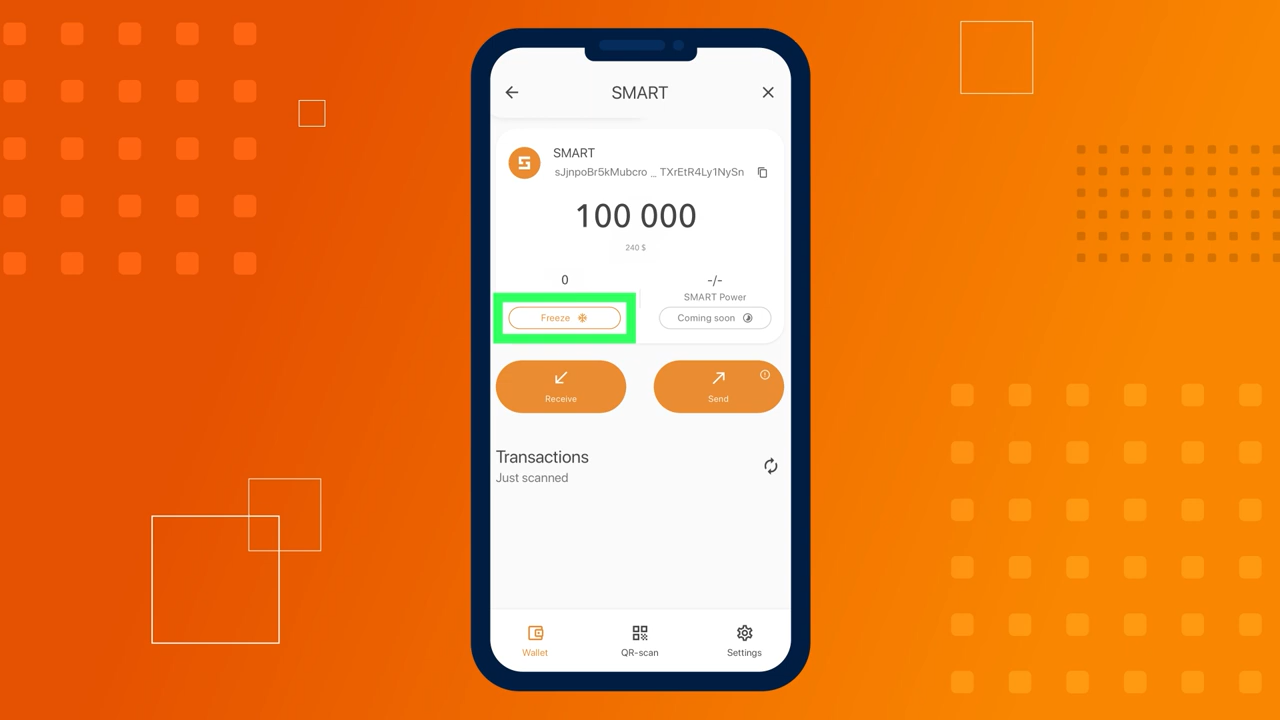 SMART
SMART
sJjnpoBr5kMubcro _ TXrEtR4Ly1NySn
100 000
240 $
0
-/-
SMART Power
Freeze
Coming soon
Receive
Send
Transactions
Just scanned
Wallet
QR-scan
Settings